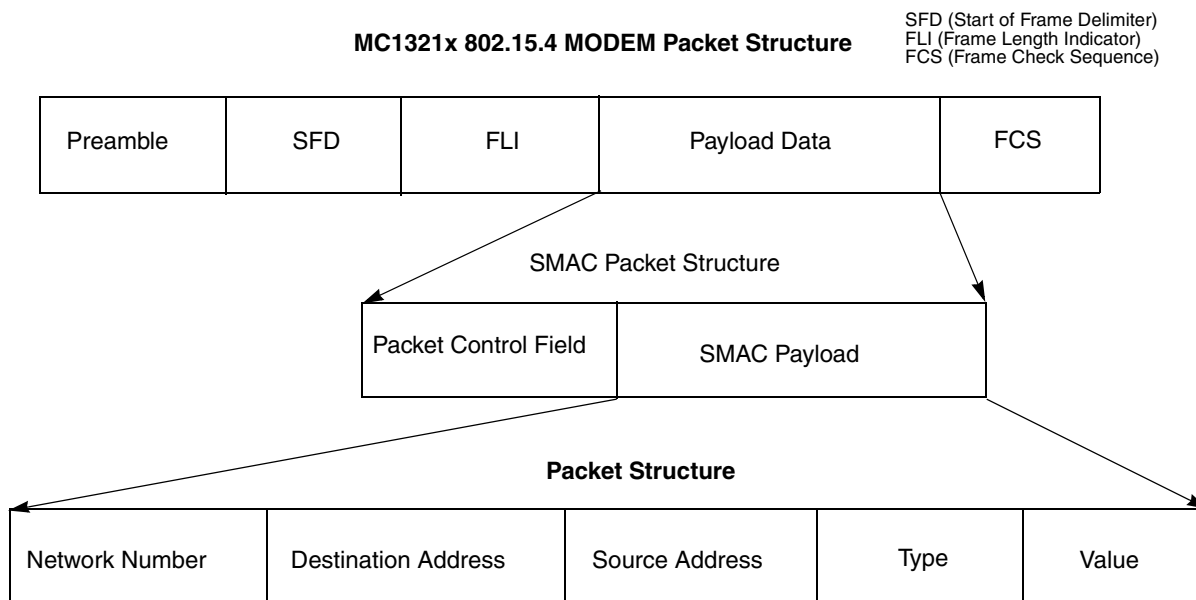 MC1321x 802.15.4 MODEM Packet Structure
SFD (Start of Frame Delimiter)
FLI (Frame Length Indicator)
FCS (Frame Check Sequence)
Preamble
SFD
FLI
Payload Data
FCS
SMAC Packet Structure
Packet Control Field
SMAC Payload
Packet Structure
Network Number
Destination Address
Source Address
Type
Value